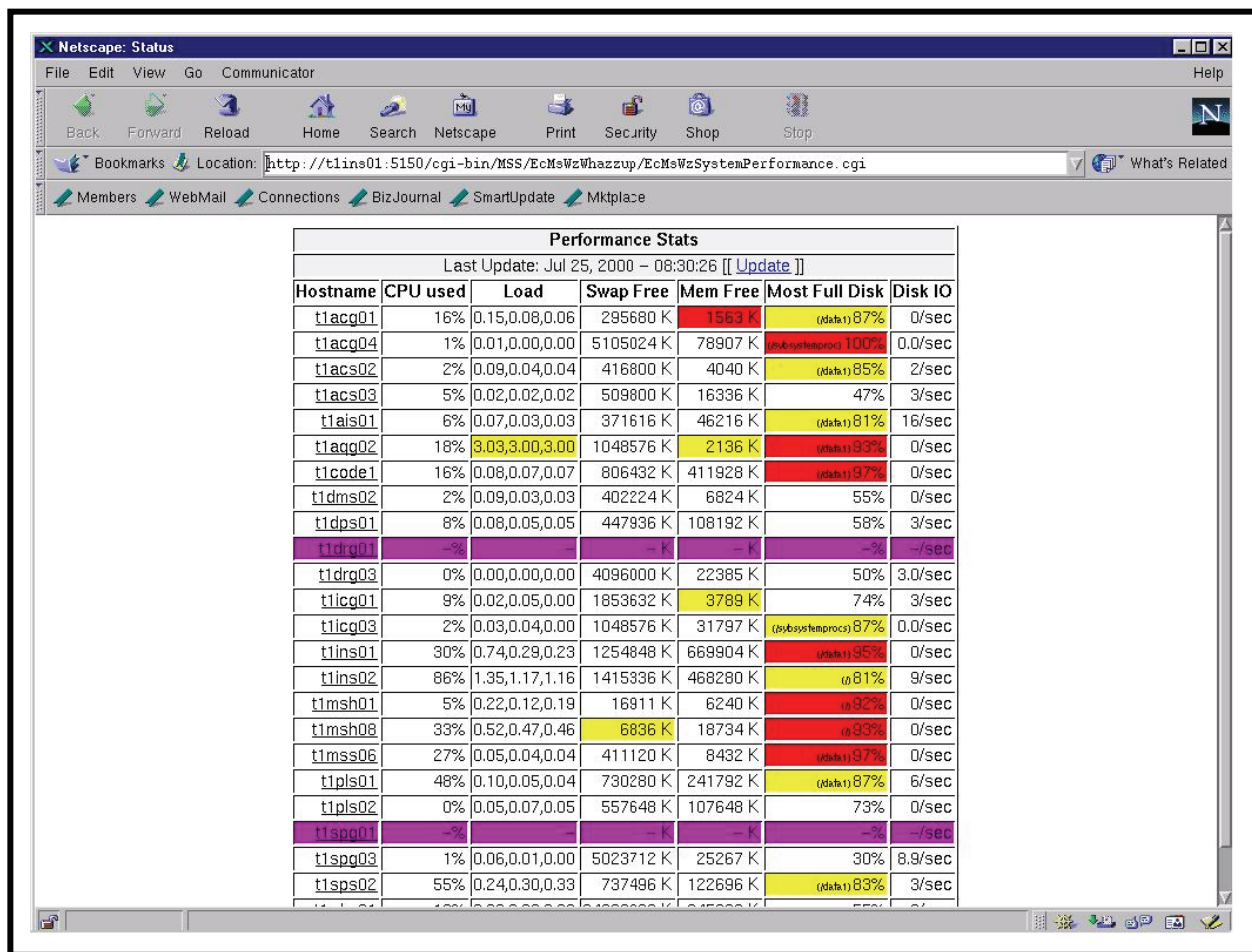 Netscape: Status
File Edit View Go Communicator Help
Back Forward Reload Home Search Netscape Print Security Shop Stop
Bookmarks Location: http://t1ins01:5150/cgi-bin/MSS/EcMsWzWhazzup/EcMsWzSystemPerformance.cgi What's Related
Members WebMail Connections BizJournal SmartUpdate Mktplace
Performance Stats
Last Update: Jul 25, 2000 – 08:30:26 [[ Update ]]
Hostname CPU used Load Swap Free Mem Free Most Full Disk Disk IO
t1acg01 16% 0.15,0.08,0.06 295680 K 1563 K (/data1) 87% 0/sec
t1acg04 1% 0.01,0.00,0.00 5105024 K 78907 K (/sybsystemproc) 100% 0.0/sec
t1acs02 2% 0.09,0.04,0.04 416800 K 4040 K (/data1) 85% 2/sec
t1acs03 5% 0.02,0.02,0.02 509800 K 16336 K 47% 3/sec
t1ais01 6% 0.07,0.03,0.03 371616 K 46216 K (/data1) 81% 16/sec
t1aqg02 18% 3.03,3.00,3.00 1048576 K 2136 K (/data1) 93% 0/sec
t1code1 16% 0.08,0.07,0.07 806432 K 411928 K (/data1) 97% 0/sec
t1dms02 2% 0.09,0.03,0.03 402224 K 6824 K 55% 0/sec
t1dps01 8% 0.08,0.05,0.05 447936 K 108192 K 58% 3/sec
t1drg01 –% – – K – K –% –/sec
t1drg03 0% 0.00,0.00,0.00 4096000 K 22385 K 50% 3.0/sec
t1icg01 9% 0.02,0.05,0.00 1853632 K 3789 K 74% 3/sec
t1icg03 2% 0.03,0.04,0.00 1048576 K 31797 K (/sybsystemprocs) 87% 0.0/sec
t1ins01 30% 0.74,0.29,0.23 1254848 K 669904 K (/data1) 95% 0/sec
t1ins02 86% 1.35,1.17,1.16 1415336 K 468280 K (/) 81% 9/sec
t1msh01 5% 0.22,0.12,0.19 16911 K 6240 K (/) 92% 0/sec
t1msh08 33% 0.52,0.47,0.46 6836 K 18734 K (/) 93% 0/sec
t1mss06 27% 0.05,0.04,0.04 411120 K 8432 K (/data1) 97% 0/sec
t1pls01 48% 0.10,0.05,0.04 730280 K 241792 K (/data1) 87% 6/sec
t1pls02 0% 0.05,0.07,0.05 557648 K 107648 K 73% 0/sec
t1spg01 –% – – K – K –% –/sec
t1spg03 1% 0.06,0.01,0.00 5023712 K 25267 K 30% 8.9/sec
t1sps02 55% 0.24,0.30,0.33 737496 K 122696 K (/data1) 83% 3/sec